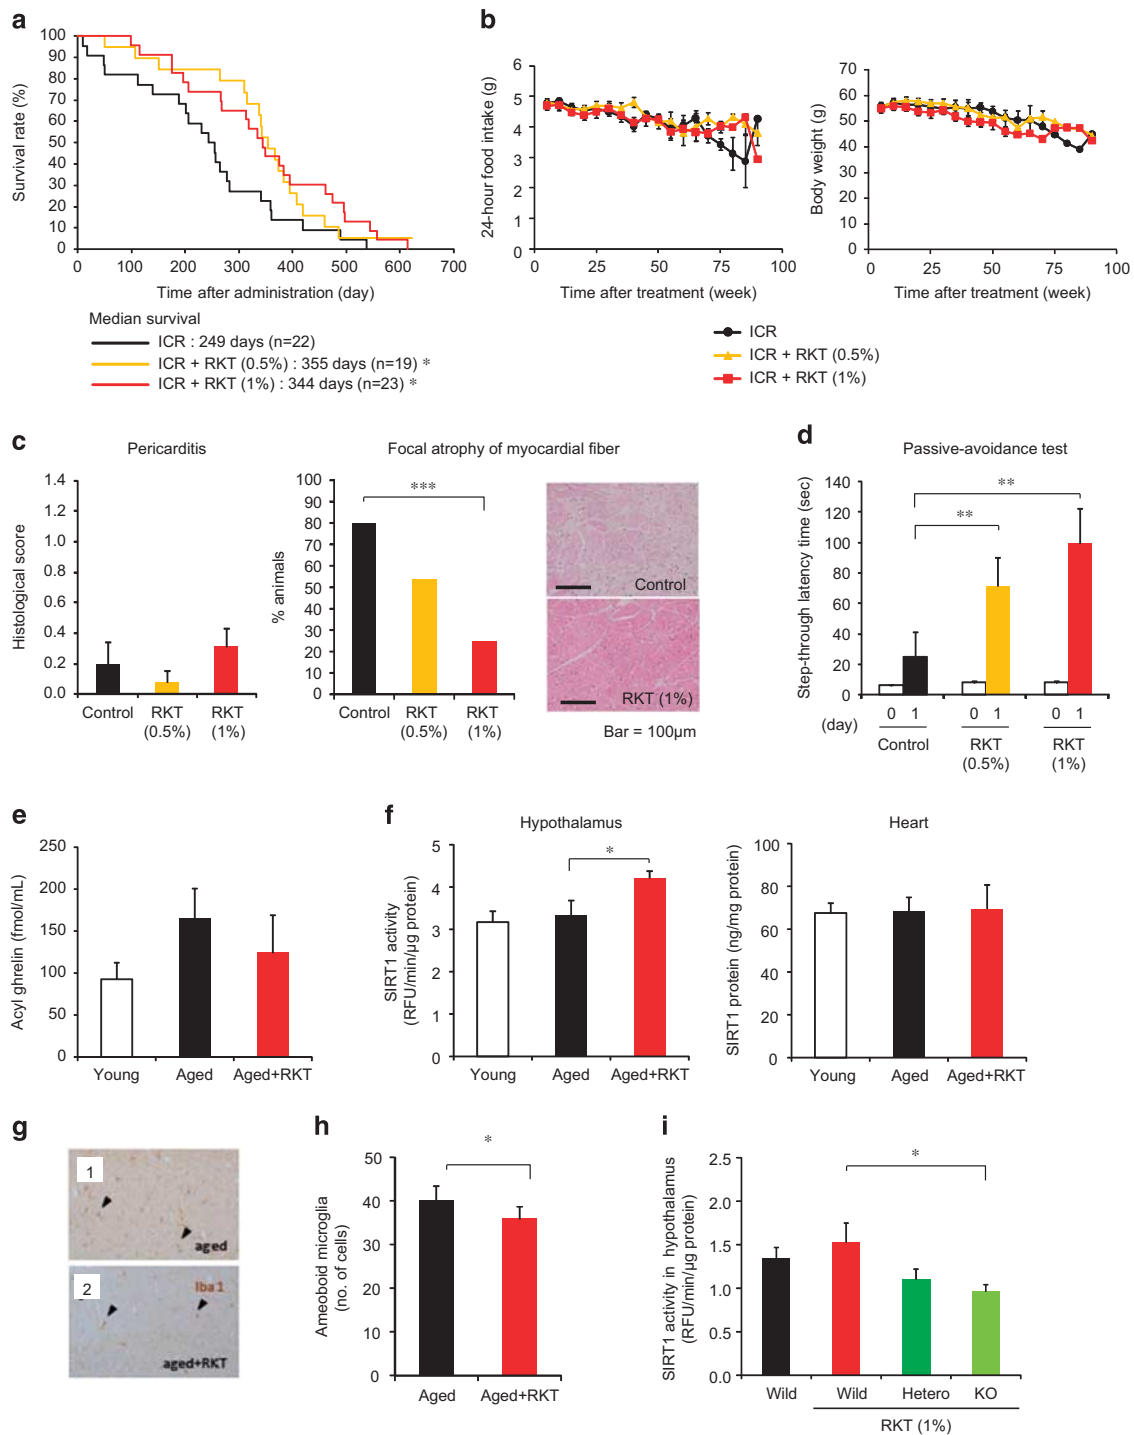 a
Survival rate (%)
100
90
80
70
60
50
40
30
20
10
0
0 100 200 300 400 500 600 700
Time after administration (day)
Median survival
ICR : 249 days (n=22)
ICR + RKT (0.5%) : 355 days (n=19) *
ICR + RKT (1%) : 344 days (n=23) *
b
24-hour food intake (g)
6
5
4
3
2
1
0
0 25 50 75 100
Time after treatment (week)
Body weight (g)
70
60
50
40
30
20
10
0
0 25 50 75 100
Time after treatment (week)
ICR
ICR + RKT (0.5%)
ICR + RKT (1%)
c
Pericarditis
Histological score
1.4
1.2
1.0
0.8
0.6
0.4
0.2
0.0
Control RKT (0.5%) RKT (1%)
Focal atrophy of myocardial fiber
% animals
100
90
80
70
60
50
40
30
20
10
0
***
Control RKT (0.5%) RKT (1%)
Control
RKT (1%)
Bar = 100µm
d
Passive-avoidance test
Step-through latency time (sec)
140
120
100
80
60
40
20
0
**
**
(day) 0 1 0 1 0 1
Control RKT (0.5%) RKT (1%)
e
Acyl ghrelin (fmol/mL)
250
200
150
100
50
0
Young Aged Aged+RKT
f
Hypothalamus
SIRT1 activity
(RFU/min/µg protein)
5
4
3
2
1
0
*
Young Aged Aged+RKT
Heart
SIRT1 protein (ng/mg protein)
100
80
60
40
20
0
Young Aged Aged+RKT
g
1
aged
2
Iba1
aged+RKT
h
Ameoboid microglia
(no. of cells)
50
40
30
20
10
0
*
Aged Aged+RKT
i
SIRT1 activity in hypothalamus
(RFU/min/µg protein)
2.5
2.0
1.5
1.0
0.5
0.0
*
Wild Wild Hetero KO
RKT (1%)